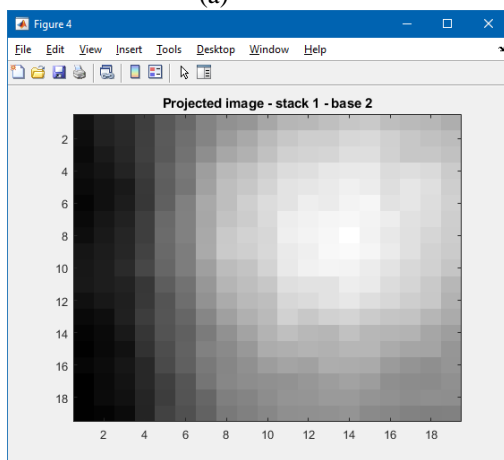 (a)
Figure 4
File Edit View Insert Tools Desktop Window Help
Projected image - stack 1 - base 2
2
4
6
8
10
12
14
16
18
2 4 6 8 10 12 14 16 18